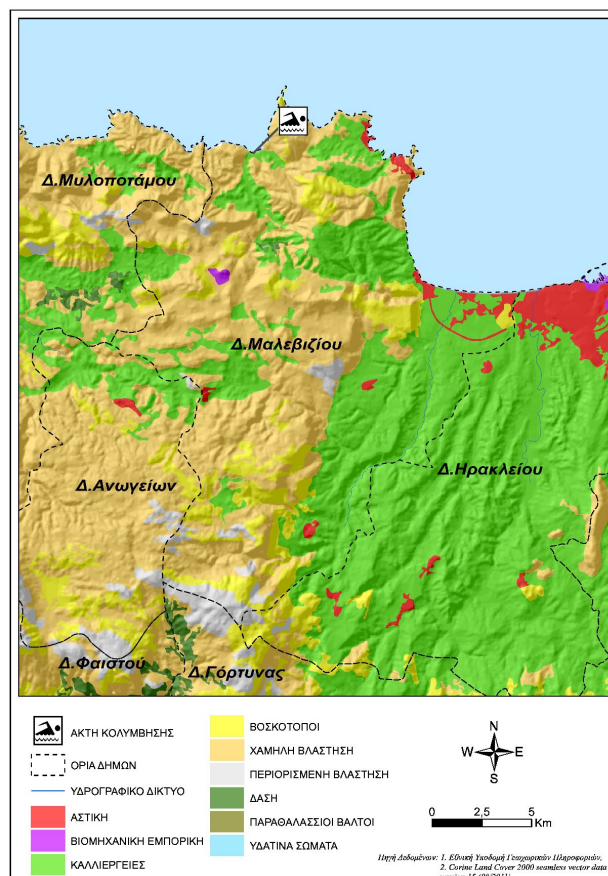 Δ.Μυλοποτάμου
Δ.Μαλεβιζίου
Δ.Ηρακλείου
Δ.Ανωγείων
Δ.Φαιστού
Δ.Γόρτυνας
ΑΚΤΗ ΚΟΛΥΜΒΗΣΗΣ
ΟΡΙΑ ΔΗΜΩΝ
ΥΔΡΟΓΡΑΦΙΚΟ ΔΙΚΤΥΟ
ΑΣΤΙΚΗ
ΒΙΟΜΗΧΑΝΙΚΗ ΕΜΠΟΡΙΚΗ
ΚΑΛΛΙΕΡΓΕΙΕΣ
ΒΟΣΚΟΤΟΠΟΙ
ΧΑΜΗΛΗ ΒΛΑΣΤΗΣΗ
ΠΕΡΙΟΡΙΣΜΕΝΗ ΒΛΑΣΤΗΣΗ
ΔΑΣΗ
ΠΑΡΑΘΑΛΑΣΣΙΟΙ ΒΑΛΤΟΙ
ΥΔΑΤΙΝΑ ΣΩΜΑΤΑ
N
W E
S
0 2,5 5
Km
Πηγή Δεδομένων: 1. Εθνική Υποδομή Γεωχωρικών Πληροφοριών,
2. Corine Land Cover 2000 seamless vector data